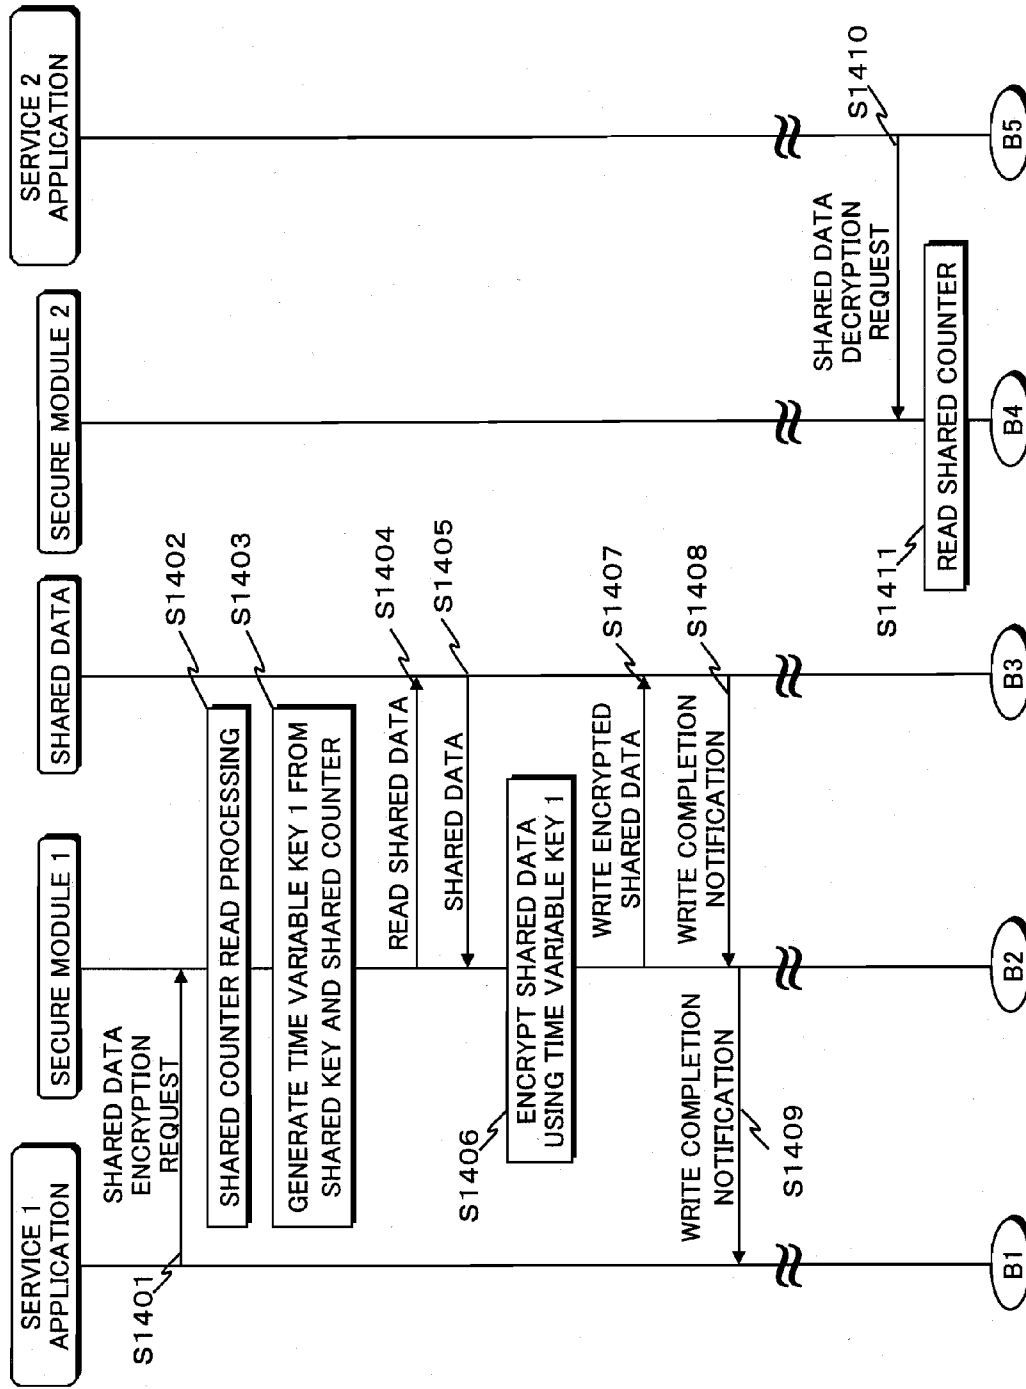 SERVICE 1
APPLICATION
SECURE MODULE 1
SHARED DATA
SECURE MODULE 2
SERVICE 2
APPLICATION
S1401
SHARED DATA
ENCRYPTION
REQUEST
SHARED COUNTER READ PROCESSING
S1402
GENERATE TIME VARIABLE KEY 1 FROM
SHARED KEY AND SHARED COUNTER
S1403
READ SHARED DATA
S1404
SHARED DATA
S1405
S1406
ENCRYPT SHARED DATA
USING TIME VARIABLE KEY 1
WRITE ENCRYPTED
SHARED DATA
S1407
WRITE COMPLETION
NOTIFICATION
S1408
WRITE COMPLETION
NOTIFICATION
S1409
SHARED DATA
DECRYPTION
REQUEST
S1410
S1411
READ SHARED COUNTER
B1
B2
B3
B4
B5